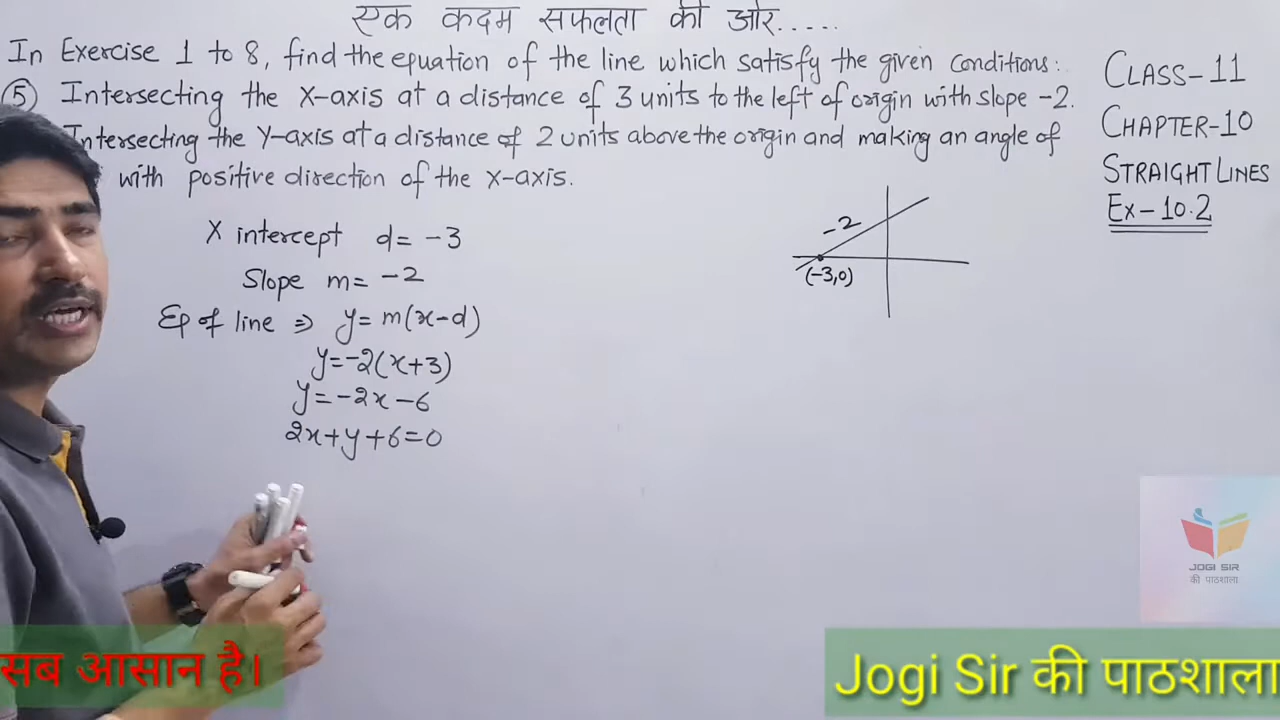 एक कदम सफलता की ओर.....
In Exercise 1 to 8, find the equation of the line which satisfy the given conditions:
⑤ Intersecting the X-axis at a distance of 3 units to the left of origin with slope -2.
Intersecting the Y-axis at a distance of 2 units above the origin and making an angle of
with positive direction of the x-axis.
CLASS-11
CHAPTER-10
STRAIGHT LINES
Ex-10.2
X intercept d= -3
Slope m= -2
Eq of line ⇒ y= m(x-d)
y=-2(x+3)
y=-2x-6
2x+y+6=0
-2
(-3,0)
JOGI SIR
की पाठशाला
सब आसान है।
Jogi Sir की पाठशाला